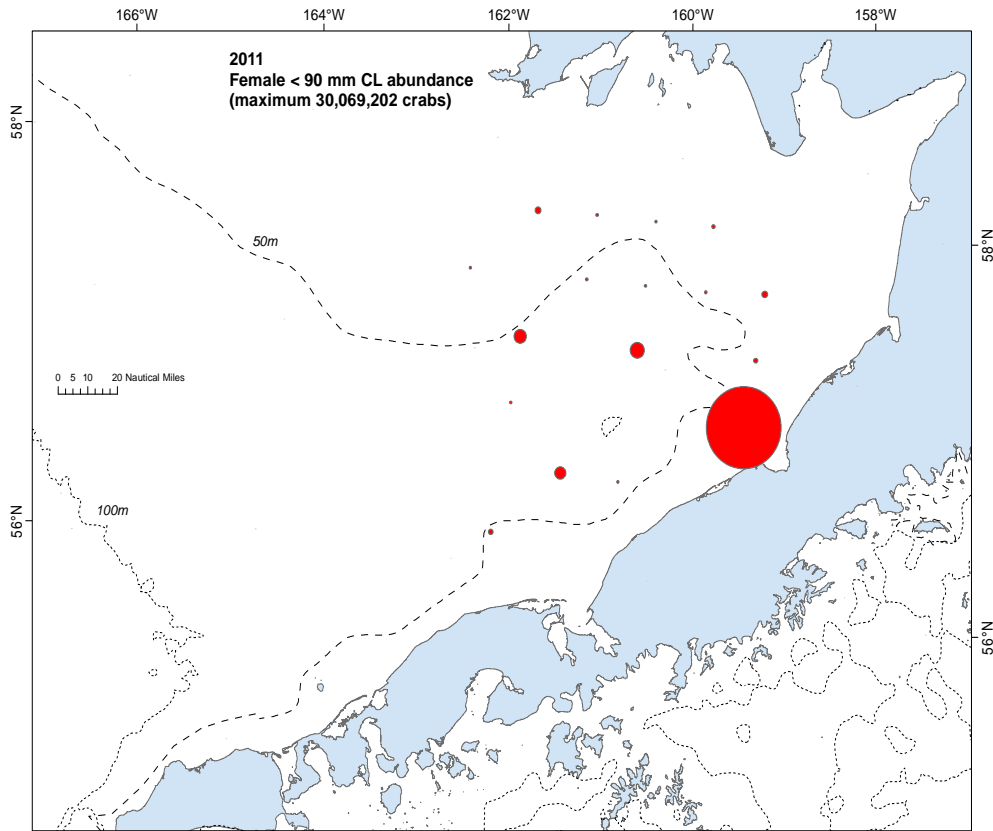 166°W 164°W 162°W 160°W 158°W
2011
Female < 90 mm CL abundance
(maximum 30,069,202 crabs)
58°N
58°N
50m
0 5 10 20 Nautical Miles
100m
56°N
56°N